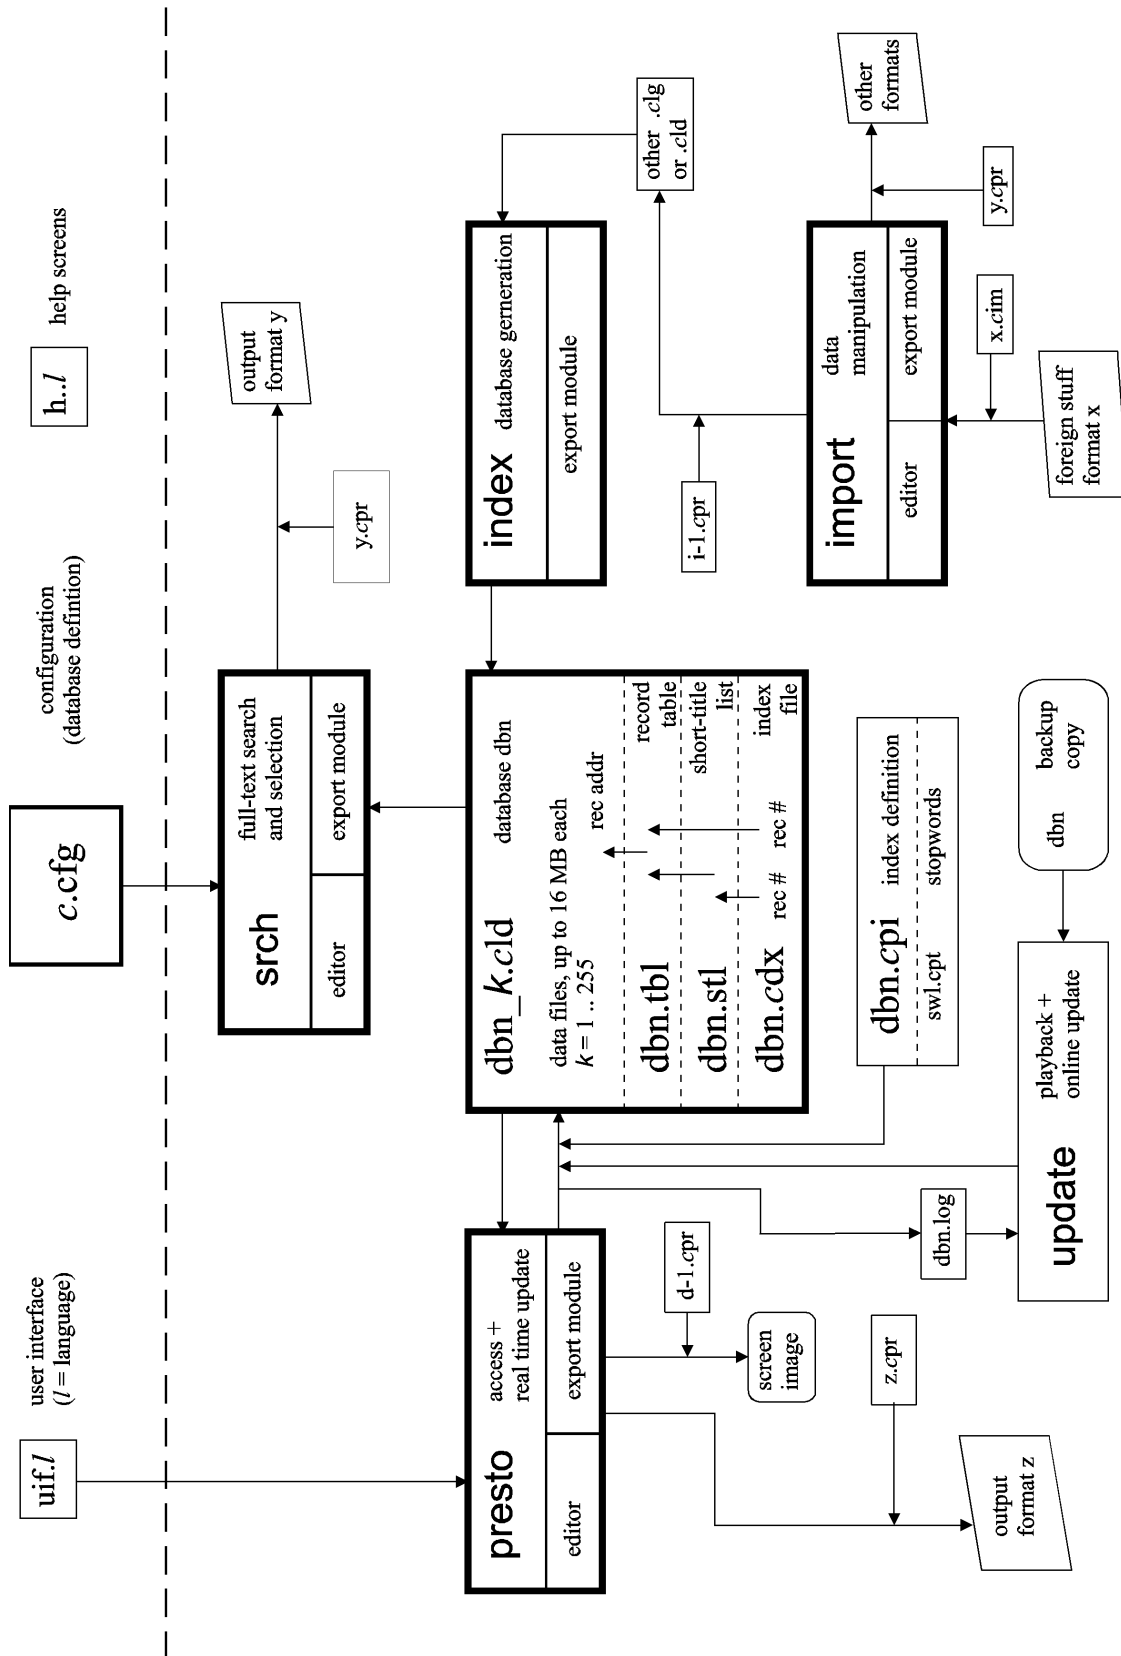 uif.l
user interface
(l = language)
c.cfg
configuration
(database defintion)
h..l
help screens
srch
full-text search
and selection
editor
export module
y.cpr
output
format y
presto
access +
real time update
editor
export module
dbn_k.cld
database dbn
data files, up to 16 MB each
k = 1 .. 255
rec addr
dbn.tbl
record
table
dbn.stl
short-title
list
dbn.cdx
rec #
rec #
index
file
index
database gerneration
export module
other .clg
or .cld
i-1.cpr
d-1.cpr
screen
image
import
data
manipulation
editor
export module
other
formats
y.cpr
x.cim
foreign stuff
format x
dbn.cpi
index definition
swl.cpt
stopwords
z.cpr
output
format z
dbn.log
update
playback +
online update
dbn
backup
copy